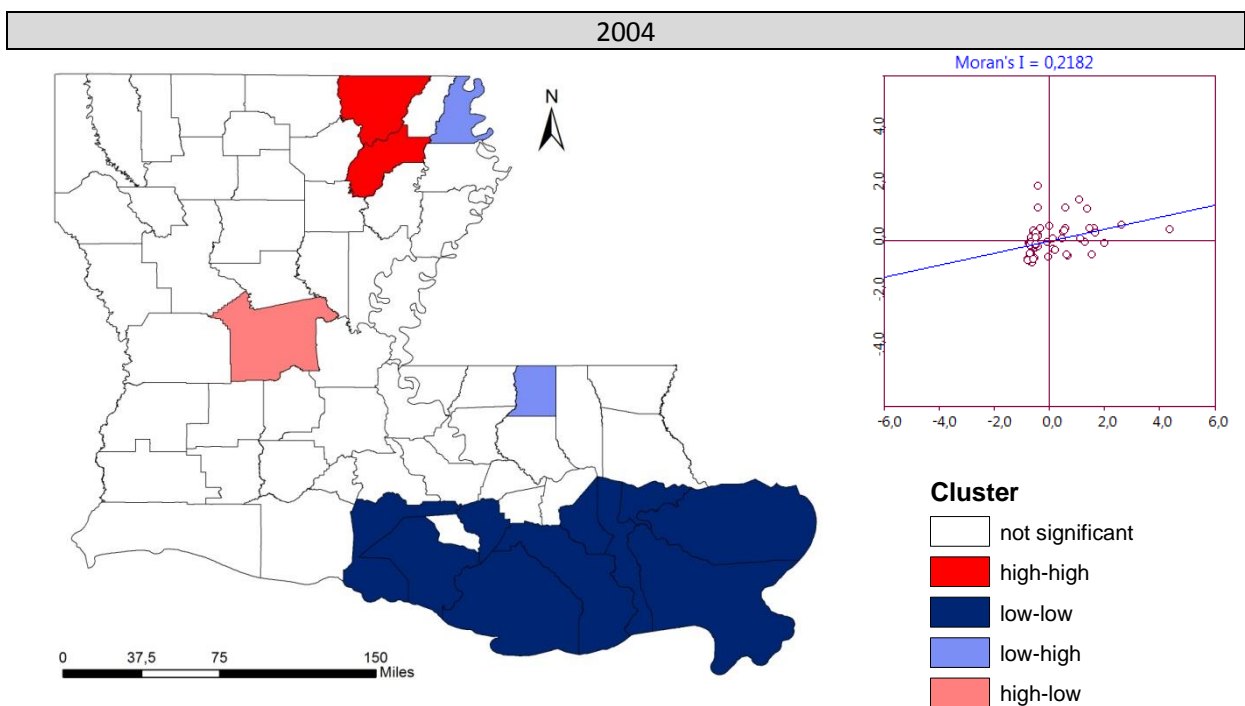 2004
Moran's I = 0,2182
N
4,0
2,0
0,0
-2,0
-4,0
-6,0 -4,0 -2,0 0,0 2,0 4,0 6,0
Cluster
not significant
high-high
low-low
low-high
high-low
0 37,5 75 150
Miles